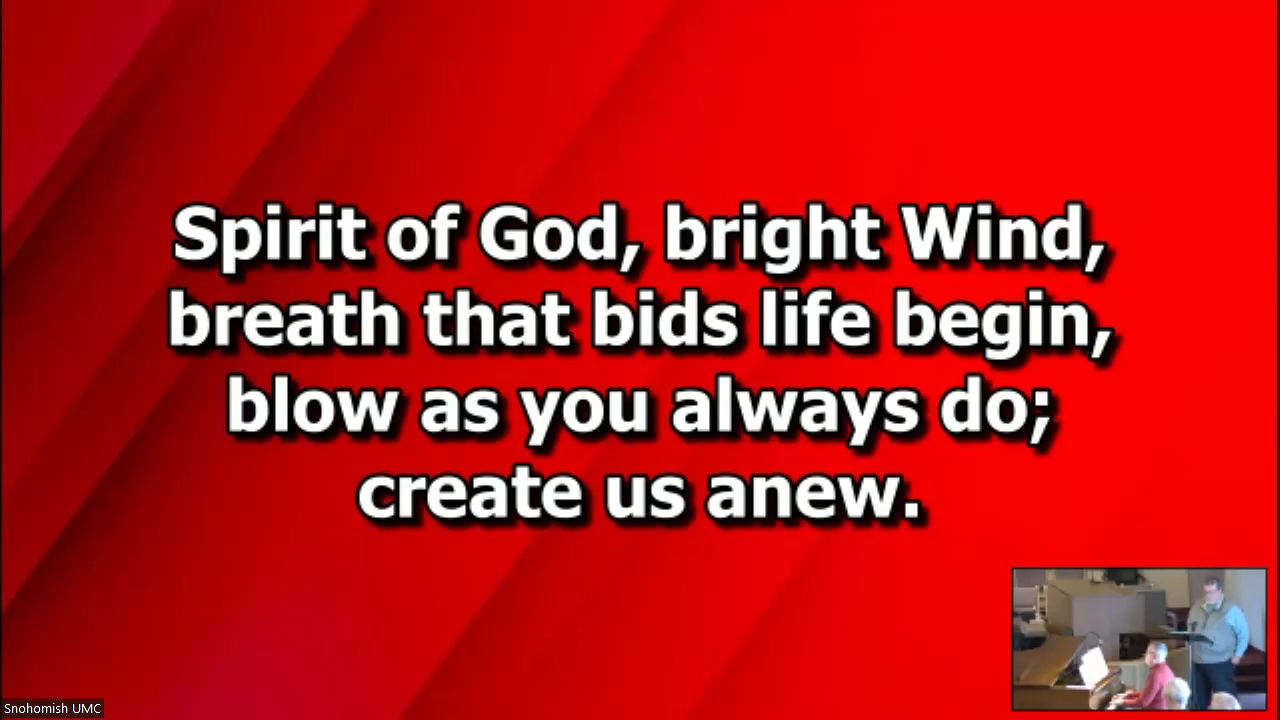 Spirit of God, bright Wind,
breath that bids life begin,
blow as you always do;
create us anew.
Snohomish UMC